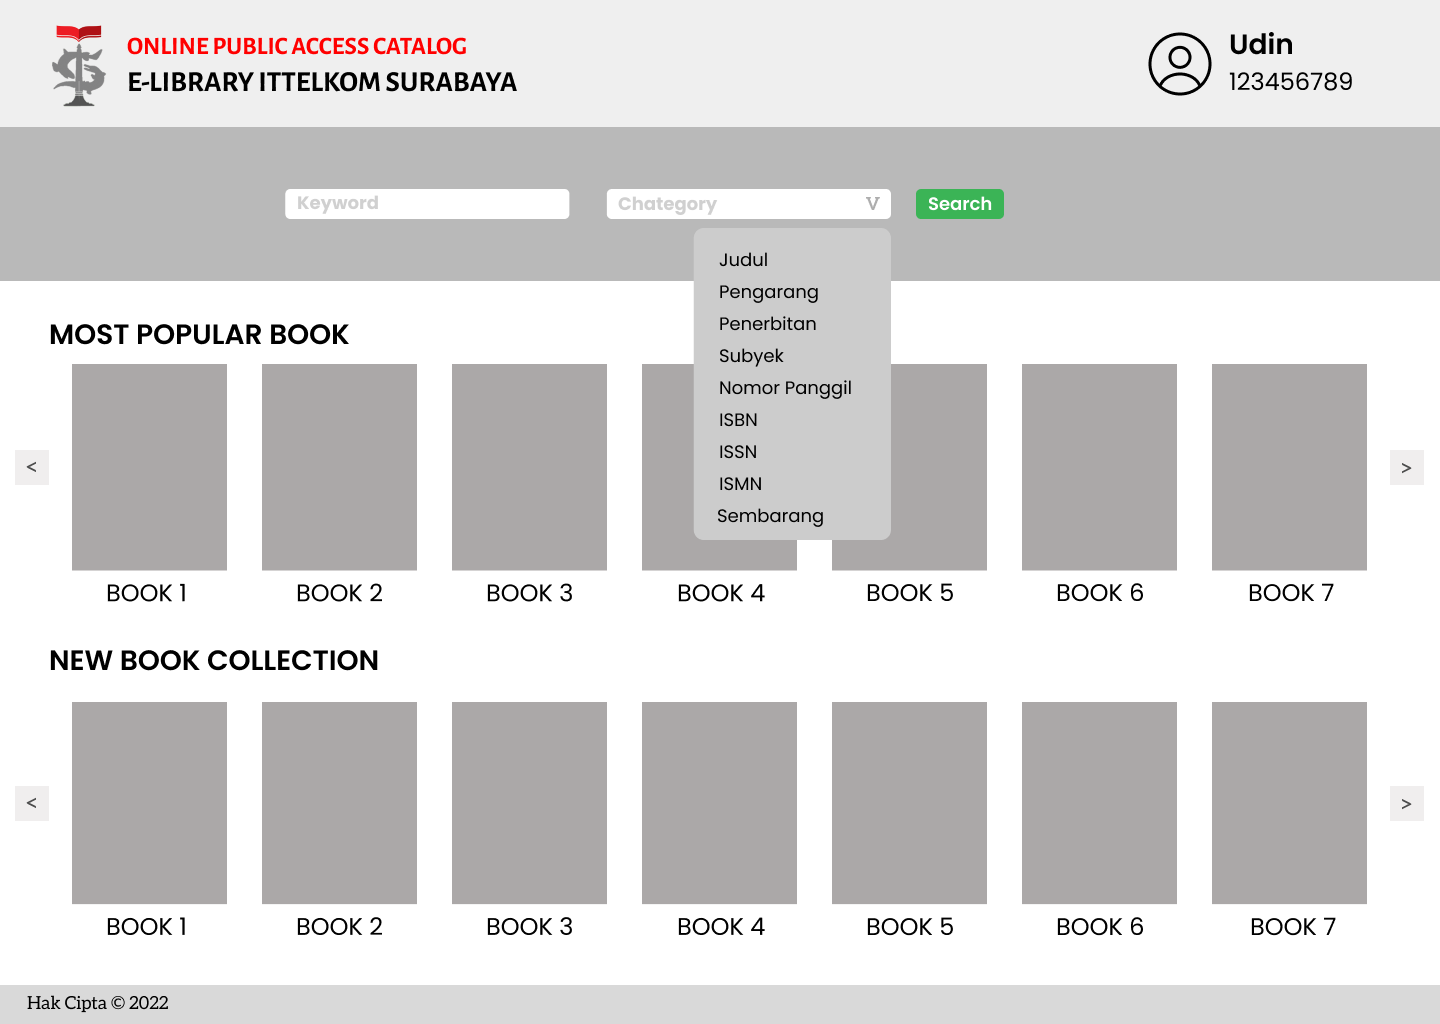 ONLINE PUBLIC ACCESS CATALOG
E-LIBRARY ITTELKOM SURABAYA
Udin
123456789
Keyword
Chategory V
Search
Judul
Pengarang
Penerbitan
Subyek
Nomor Panggil
ISBN
ISSN
ISMN
Sembarang
MOST POPULAR BOOK
<
>
BOOK 1 BOOK 2 BOOK 3 BOOK 4 BOOK 5 BOOK 6 BOOK 7
NEW BOOK COLLECTION
<
>
BOOK 1 BOOK 2 BOOK 3 BOOK 4 BOOK 5 BOOK 6 BOOK 7
Hak Cipta © 2022